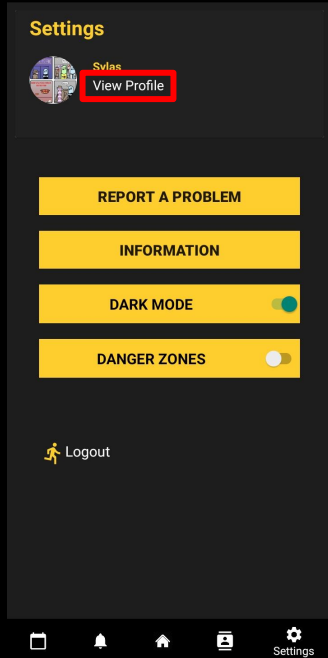 Settings
Sylas
View Profile
REPORT A PROBLEM
INFORMATION
DARK MODE
DANGER ZONES
Logout
Settings